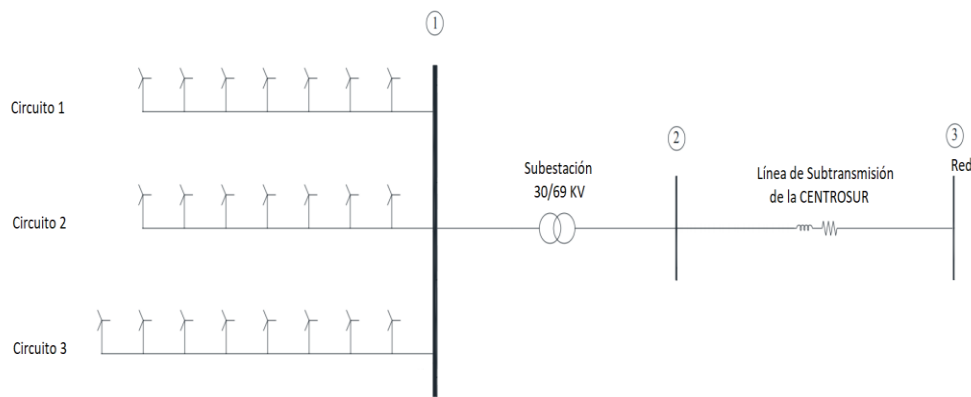 1
Circuito 1
2
3
Subestación
30/69 KV
Línea de Subtransmisión
de la CENTROSUR
Red
Circuito 2
Circuito 3